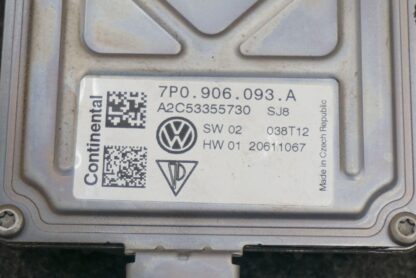 Continental
7P0.906.093.A
A2C53355730 SJ8
SW 02 038T12
HW 01 20611067
Made in Czech Republic